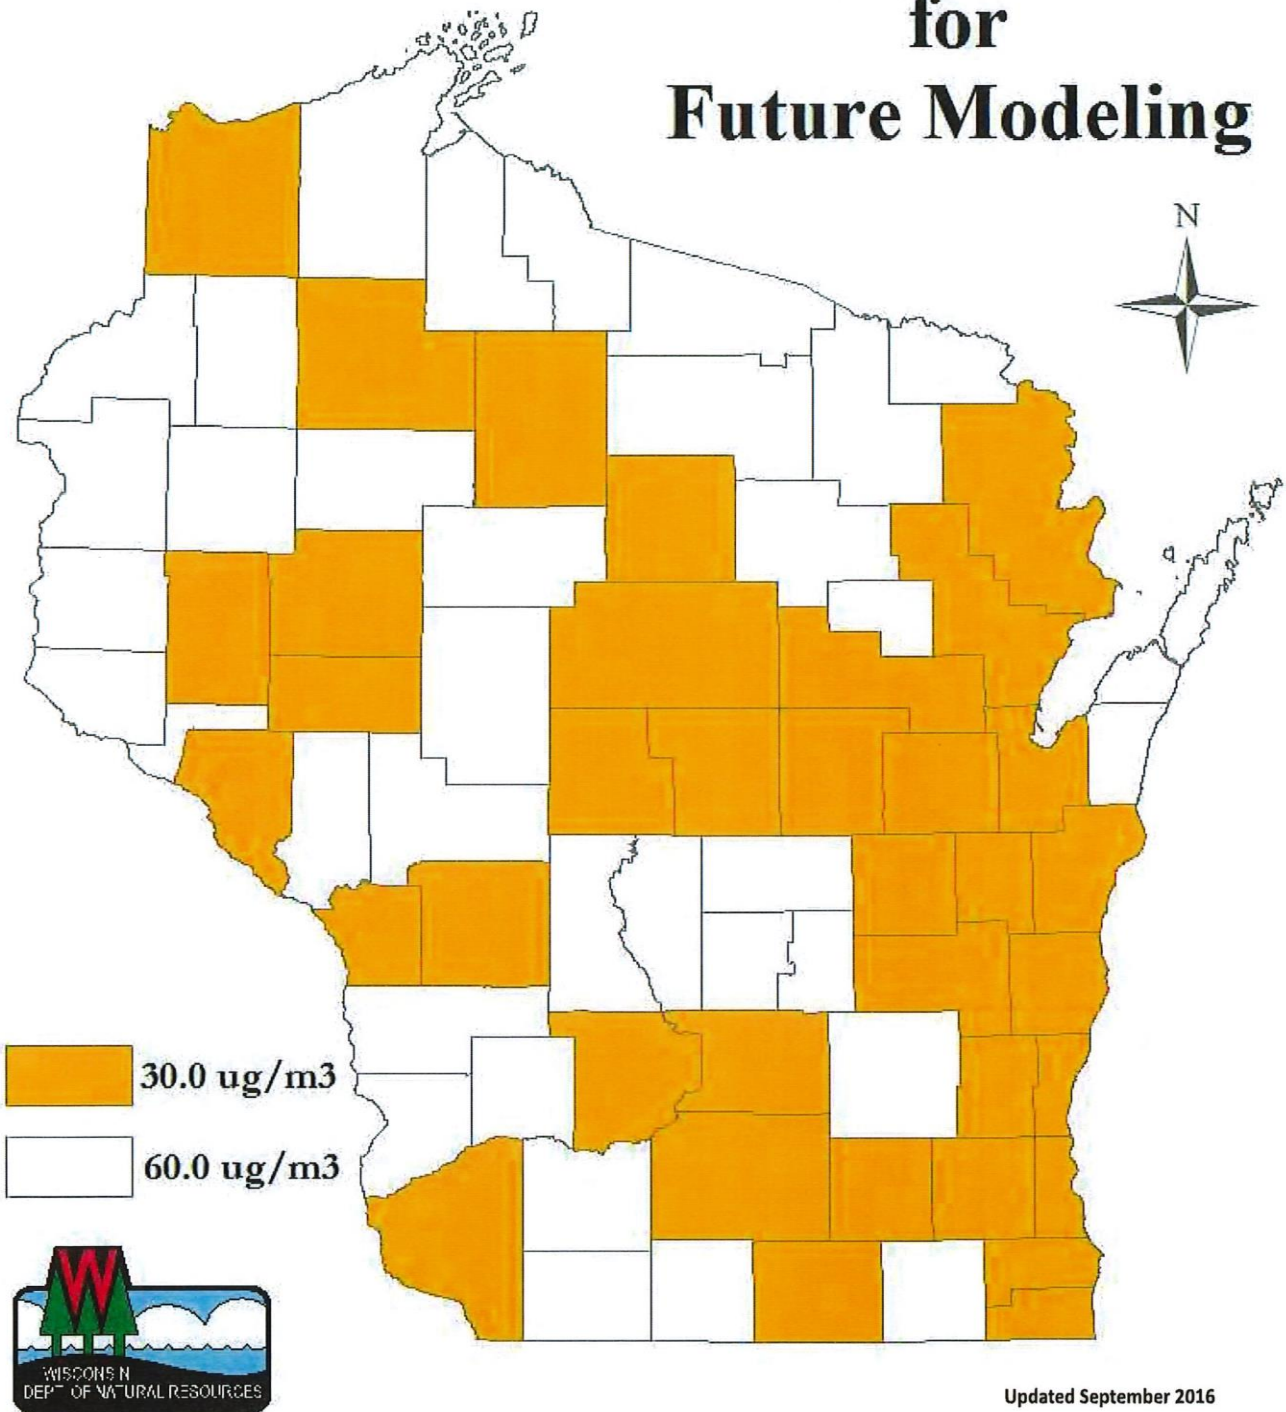 for
Future Modeling
N
30.0 ug/m3
60.0 ug/m3
W
WISCONSIN
DEPT. OF NATURAL RESOURCES
Updated September 2016